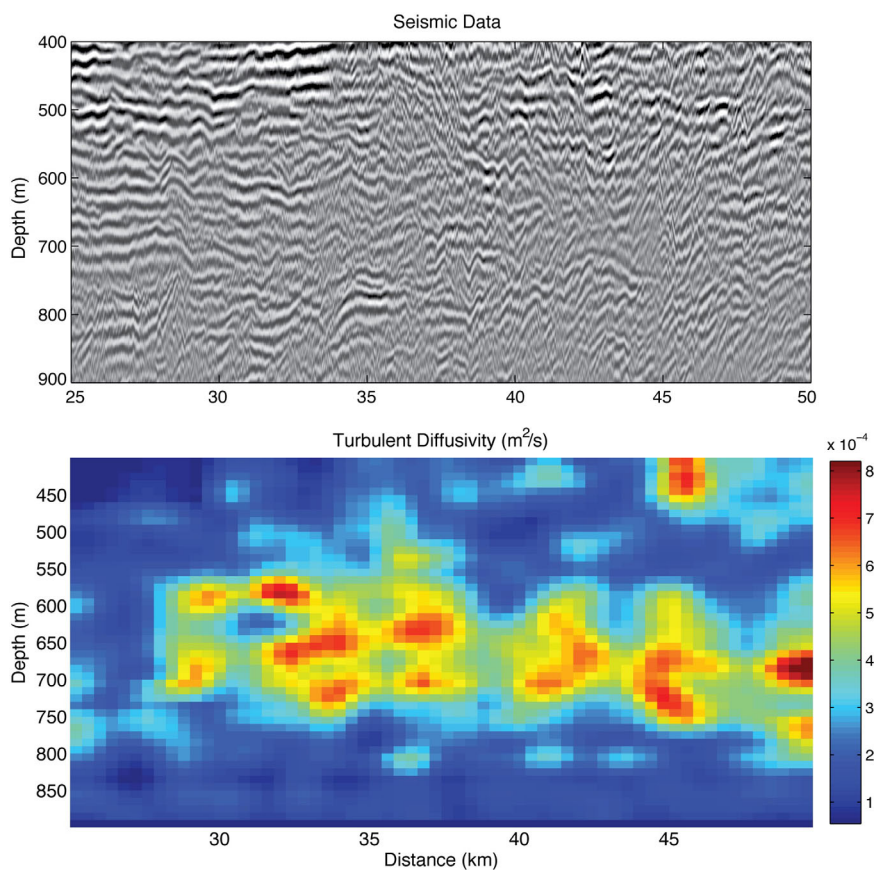 Seismic Data
400
500
600
700
800
900
Depth (m)
25 30 35 40 45 50
Turbulent Diffusivity (m²/s)
x 10⁻⁴
450
500
550
600
650
700
750
800
850
Depth (m)
30 35 40 45
Distance (km)
8
7
6
5
4
3
2
1